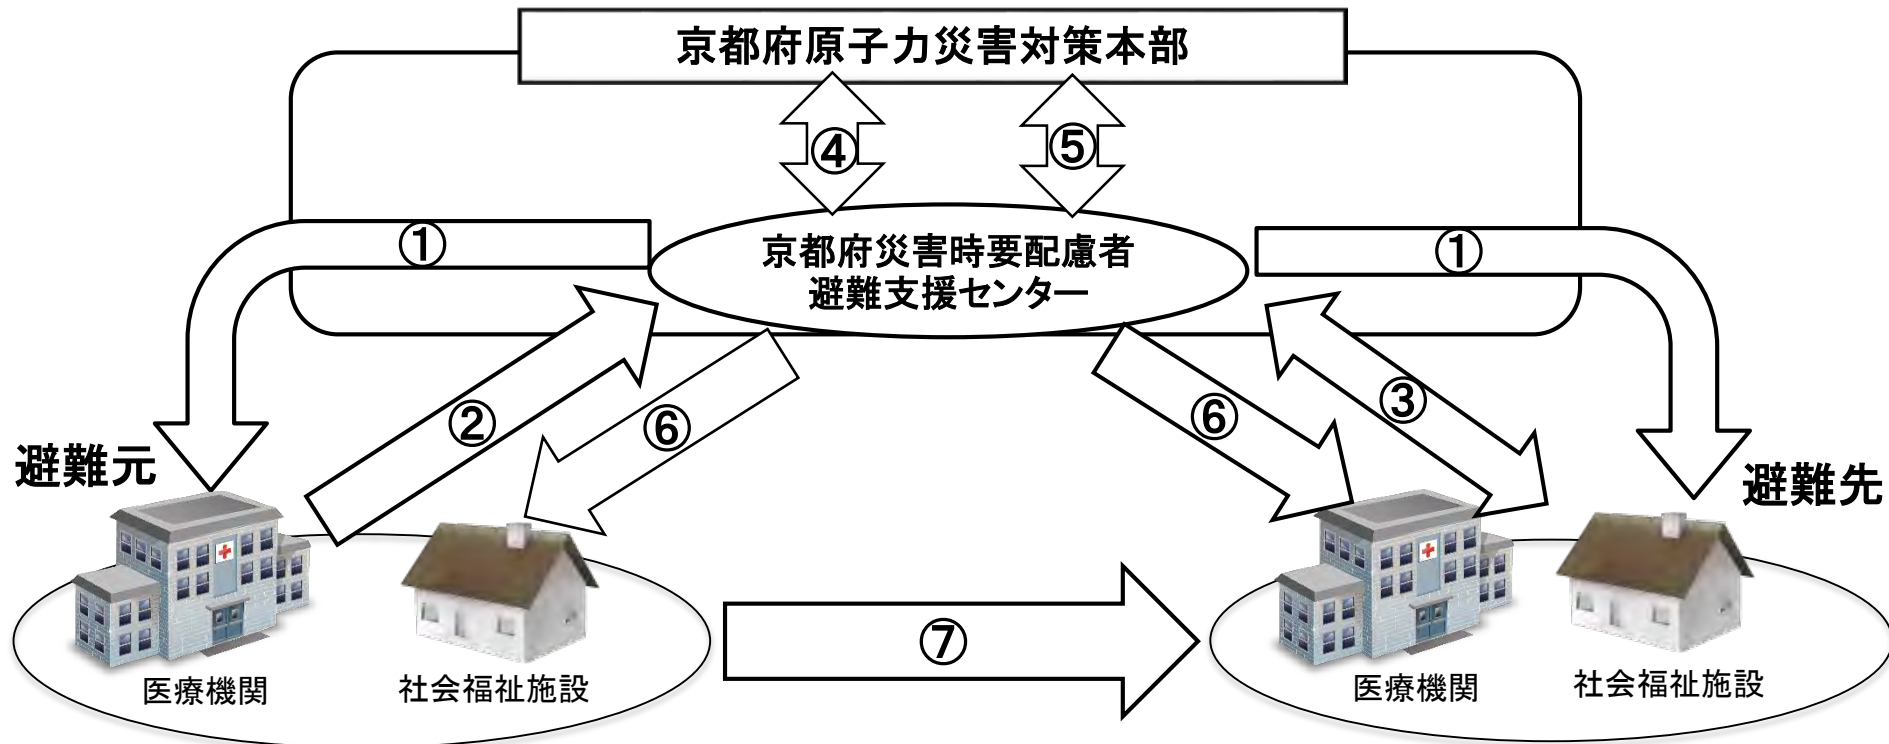 京都府原子力災害対策本部
④
⑤
①
京都府災害時要配慮者
避難支援センター
①
②
⑥
⑥
③
避難元
避難先
⑦
医療機関
社会福祉施設
医療機関
社会福祉施設